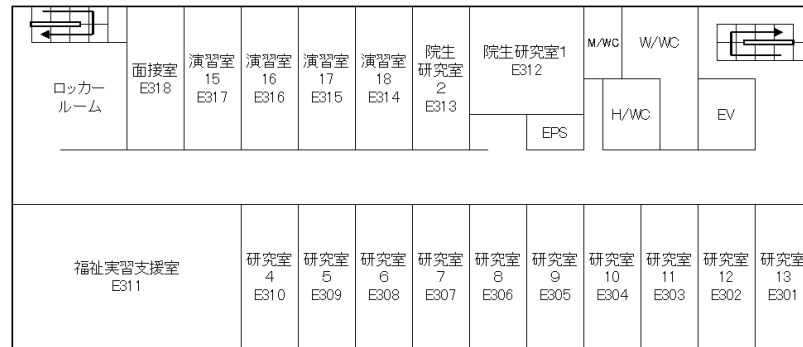 ロッカー
ルーム
面接室
E318
演習室
15
E317
演習室
16
E316
演習室
17
E315
演習室
18
E314
院生
研究室
2
E313
院生研究室1
E312
EPS
M/WC
W/WC
H/WC
EV
福祉実習支援室
E311
研究室
4
E310
研究室
5
E309
研究室
6
E308
研究室
7
E307
研究室
8
E306
研究室
9
E305
研究室
10
E304
研究室
11
E303
研究室
12
E302
研究室
13
E301